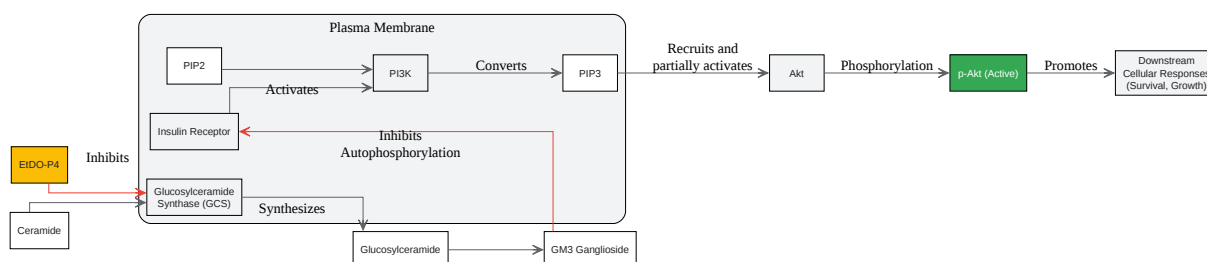 Plasma Membrane
PIP2
PI3K
Converts
PIP3
Recruits and
partially activates
Akt
Phosphorylation
p-Akt (Active)
Promotes
Downstream
Cellular Responses
(Survival, Growth)
Activates
Insulin Receptor
Inhibits
Autophosphorylation
EtDO-P4
Inhibits
Glucosylceramide
Synthase (GCS)
Synthesizes
Ceramide
Glucosylceramide
GM3 Ganglioside